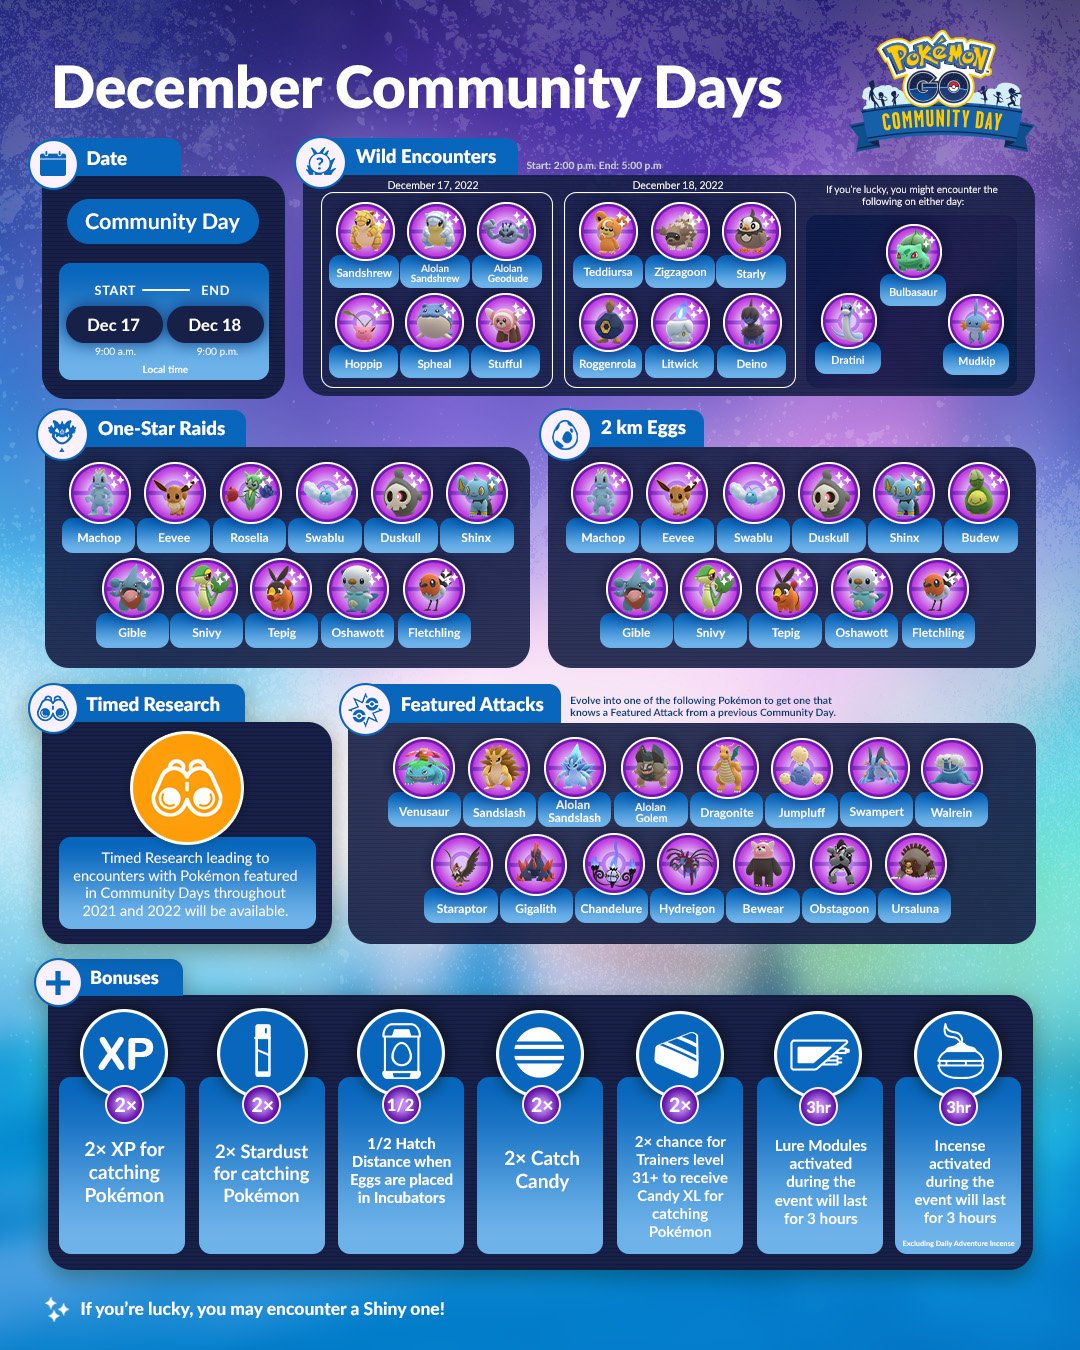 December Community Days
POKÉMON
GO
COMMUNITY DAY
Date
Community Day
START
END
Dec 17
Dec 18
9:00 a.m.
9:00 p.m.
Local time
Wild Encounters
Start: 2:00 p.m. End: 5:00 p.m
December 17, 2022
Sandshrew
Alolan
Sandshrew
Alolan
Geodude
Hoppip
Spheal
Stufful
December 18, 2022
Teddiursa
Zigzagoon
Starly
Roggenrola
Litwick
Deino
If you're lucky, you might encounter the
following on either day:
Bulbasaur
Dratini
Mudkip
One-Star Raids
Machop
Eevee
Roselia
Swablu
Duskull
Shinx
Gible
Snivy
Tepig
Oshawott
Fletchling
2 km Eggs
Machop
Eevee
Swablu
Duskull
Shinx
Budew
Gible
Snivy
Tepig
Oshawott
Fletchling
Timed Research
Timed Research leading to
encounters with Pokémon featured
in Community Days throughout
2021 and 2022 will be available.
Featured Attacks
Evolve into one of the following Pokémon to get one that
knows a Featured Attack from a previous Community Day.
Venusaur
Sandslash
Alolan
Sandslash
Alolan
Golem
Dragonite
Jumpluff
Swampert
Walrein
Staraptor
Gigalith
Chandelure
Hydreigon
Bewear
Obstagoon
Ursaluna
Bonuses
XP
2×
2× XP for
catching
Pokémon
2×
2× Stardust
for catching
Pokémon
1/2
1/2 Hatch
Distance when
Eggs are placed
in Incubators
2×
2× Catch
Candy
2×
2× chance for
Trainers level
31+ to receive
Candy XL for
catching
Pokémon
3hr
Lure Modules
activated
during the
event will last
for 3 hours
3hr
Incense
activated
during the
event will last
for 3 hours
Excluding Daily Adventure Incense
If you're lucky, you may encounter a Shiny one!